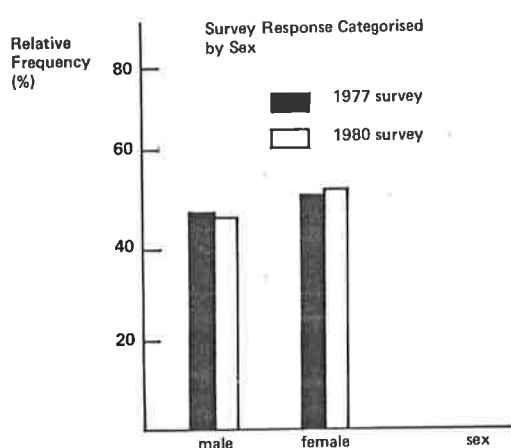 Survey Response Categorised
by Sex
Relative
Frequency
(%)
80
1977 survey
1980 survey
60
40
20
male
female
sex